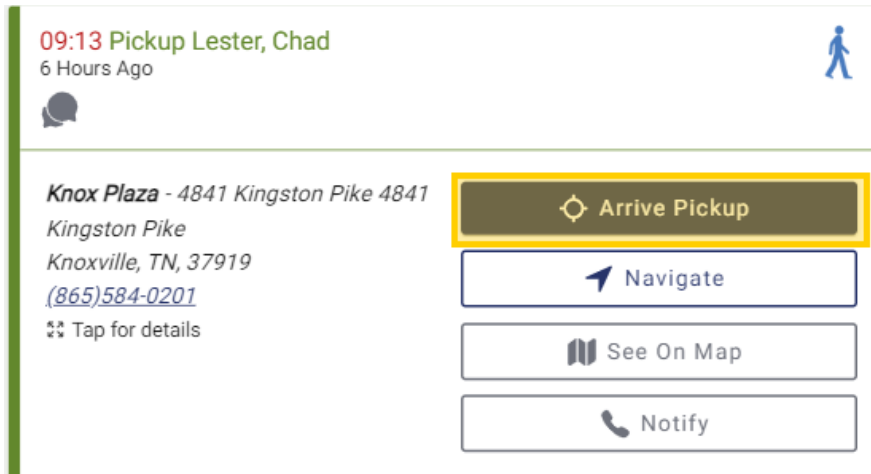 09:13 Pickup Lester, Chad
6 Hours Ago
Knox Plaza - 4841 Kingston Pike 4841
Kingston Pike
Knoxville, TN, 37919
(865)584-0201
Tap for details
Arrive Pickup
Navigate
See On Map
Notify